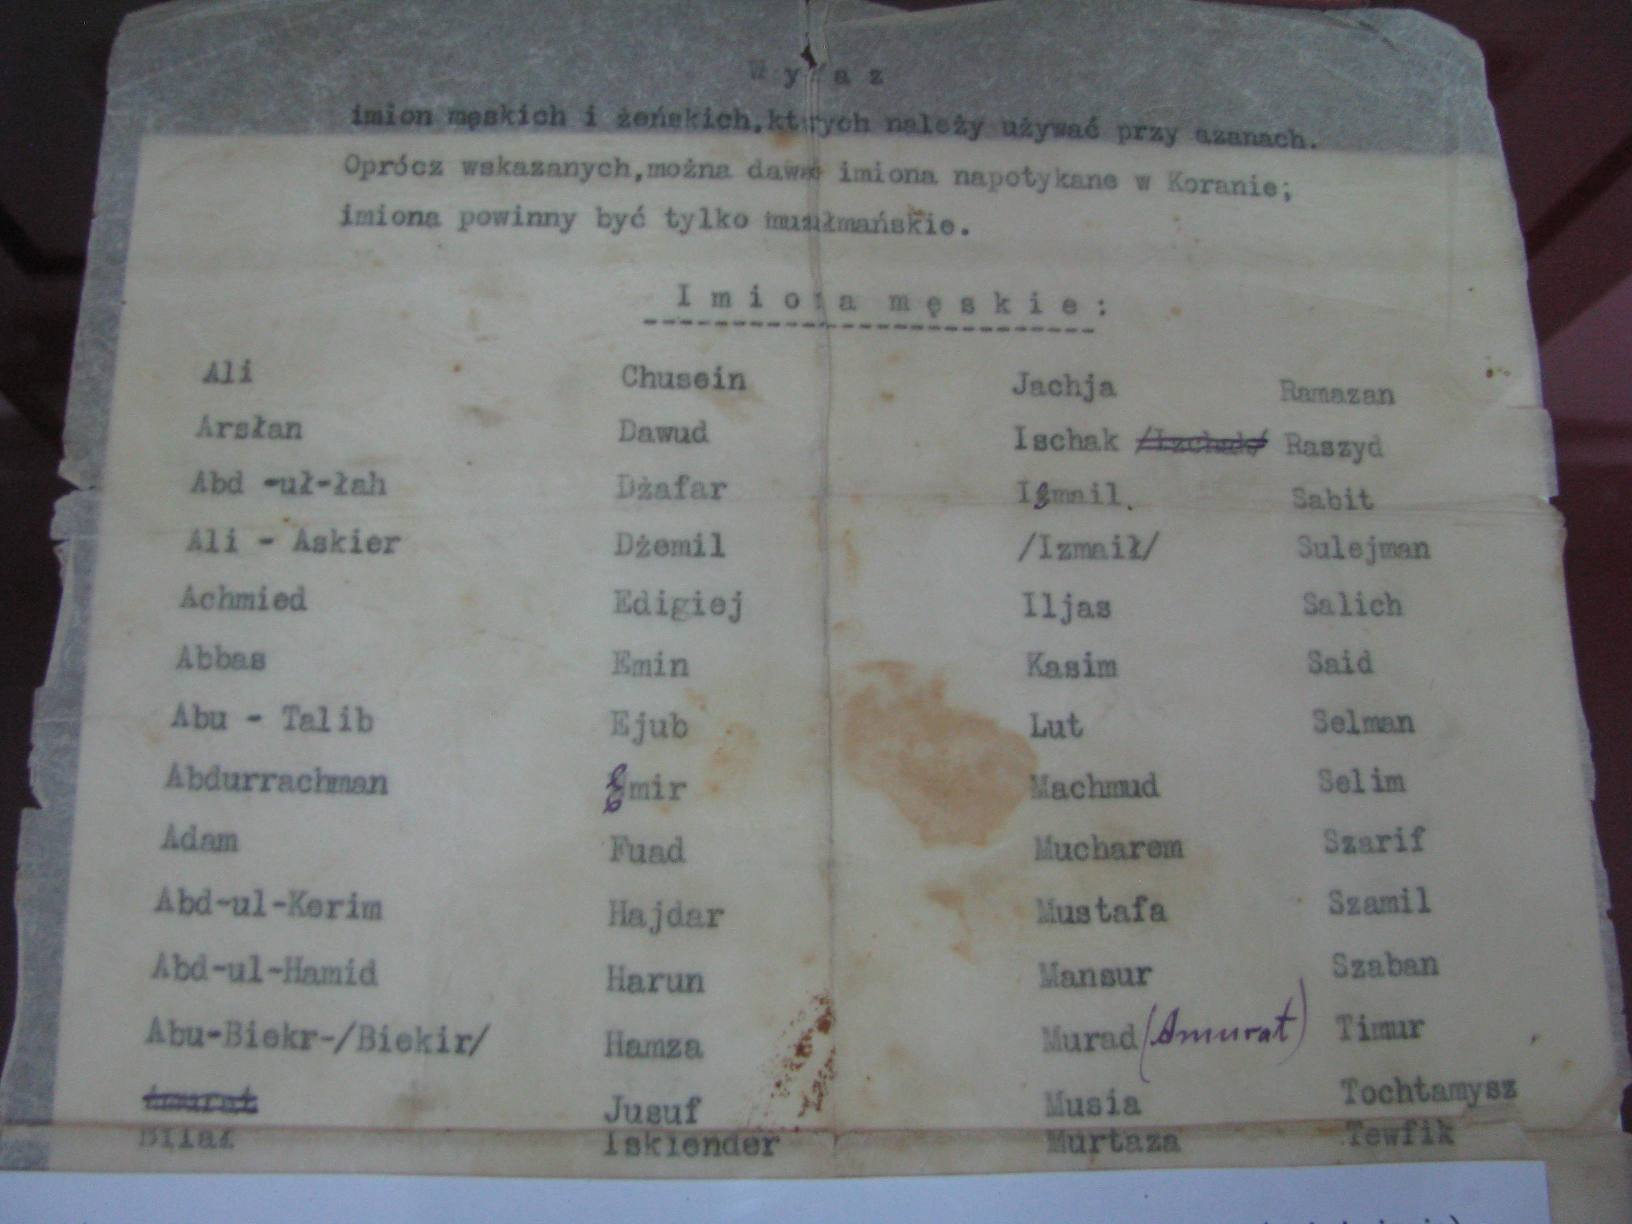 Wykaz
imion męskich i żeńskich, których należy używać przy azanach.
Oprócz wskazanych, można dawać imiona napotykane w Koranie;
imiona powinny być tylko muzułmańskie.
Imiona męskie:
Ali Chusein Jachja Ramazan
Arsłan Dawud Ischak /Izchak/ Raszyd
Abd -uł-łah Dżafar Ismail. Sabit
Ali - Askier Dżemil /Izmaił/ Sulejman
Achmied Edigiej Iljas Salich
Abbas Emin Kasim Said
Abu - Talib Ejub Lut Selman
Abdurrachman Emir Machmud Selim
Adam Fuad Mucharem Szarif
Abd-ul-Kerim Hajdar Mustafa Szamil
Abd-ul-Hamid Harun Mansur Szaban
Abu-Biekr-/Biekir/ Hamza Murad (Amurat) Timur
Amurat Jusuf Musia Tochtamysz
Bilał Iskiender Murtaza Tewfik